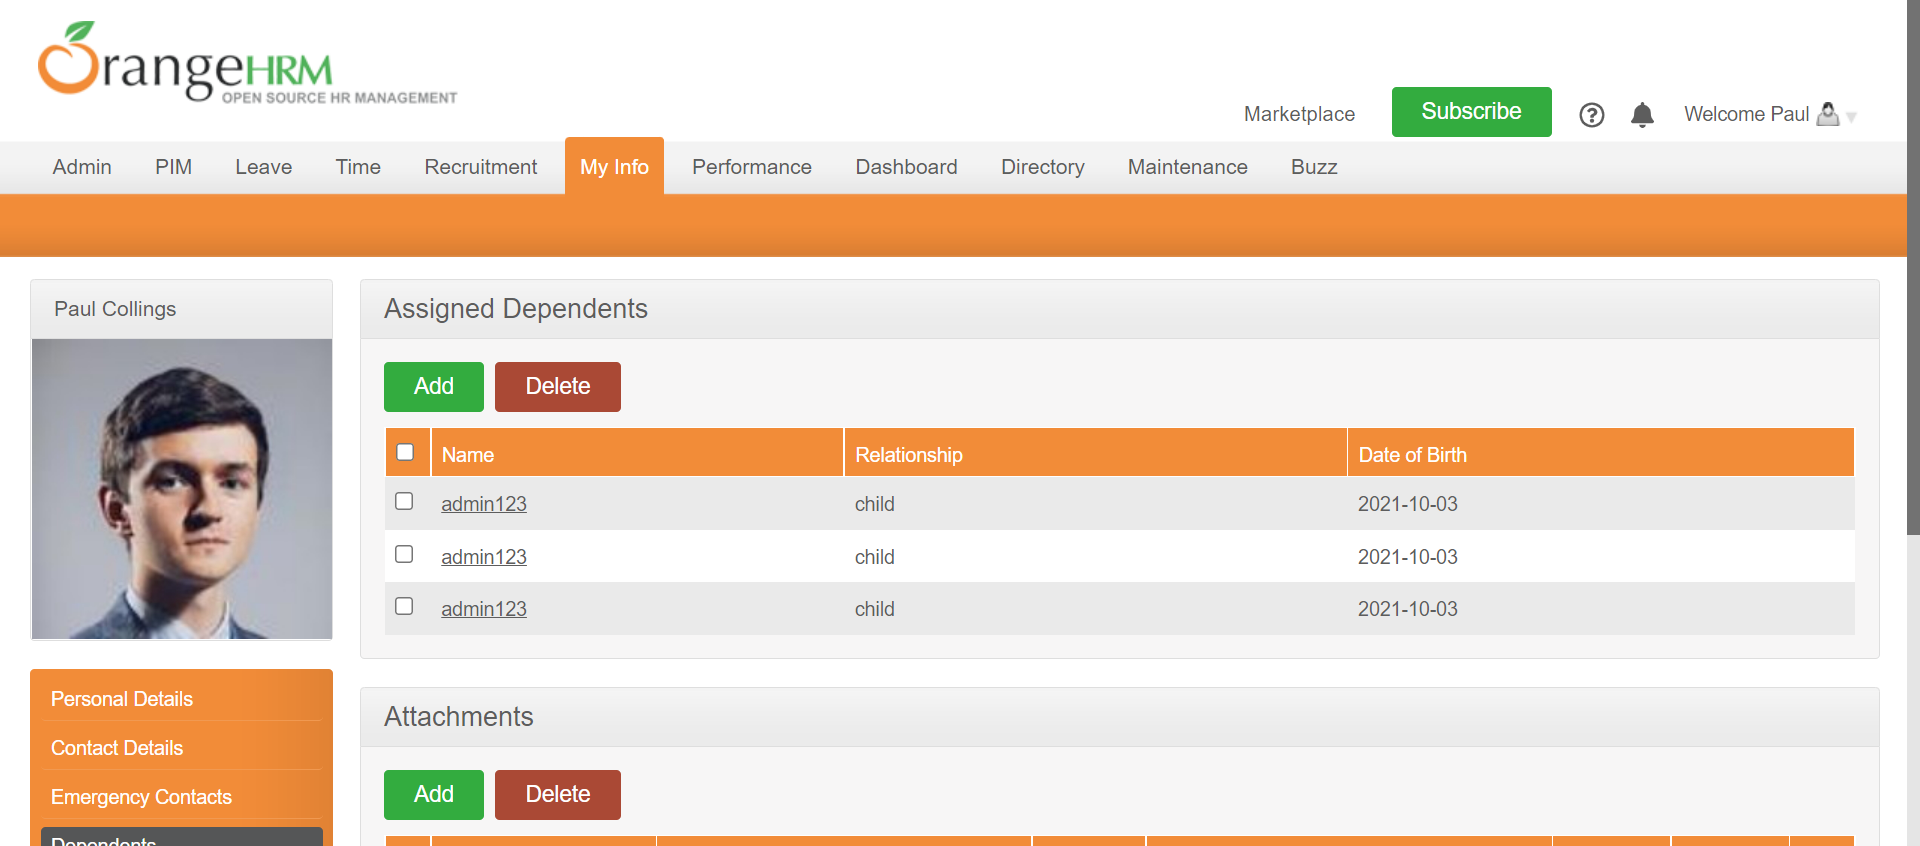 OrangeHRM
OPEN SOURCE HR MANAGEMENT
Marketplace
Subscribe
?
Welcome Paul
Admin PIM Leave Time Recruitment My Info Performance Dashboard Directory Maintenance Buzz
Paul Collings
Assigned Dependents
Add Delete
Name Relationship Date of Birth
admin123 child 2021-10-03
admin123 child 2021-10-03
admin123 child 2021-10-03
Personal Details
Contact Details
Emergency Contacts
Dependents
Attachments
Add Delete